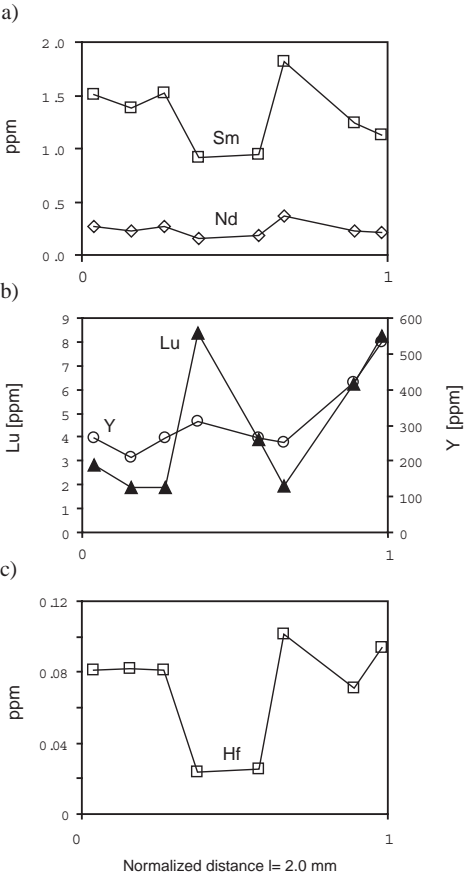 a)
2.0
1.5
1.0
0.5
0.0
ppm
Sm
Nd
0 1
b)
9
8
7
6
5
4
3
2
1
0
Lu [ppm]
Lu
Y
600
500
400
300
200
100
0
Y [ppm]
0 1
c)
0.12
0.08
0.04
0
ppm
Hf
0 1
Normalized distance l= 2.0 mm